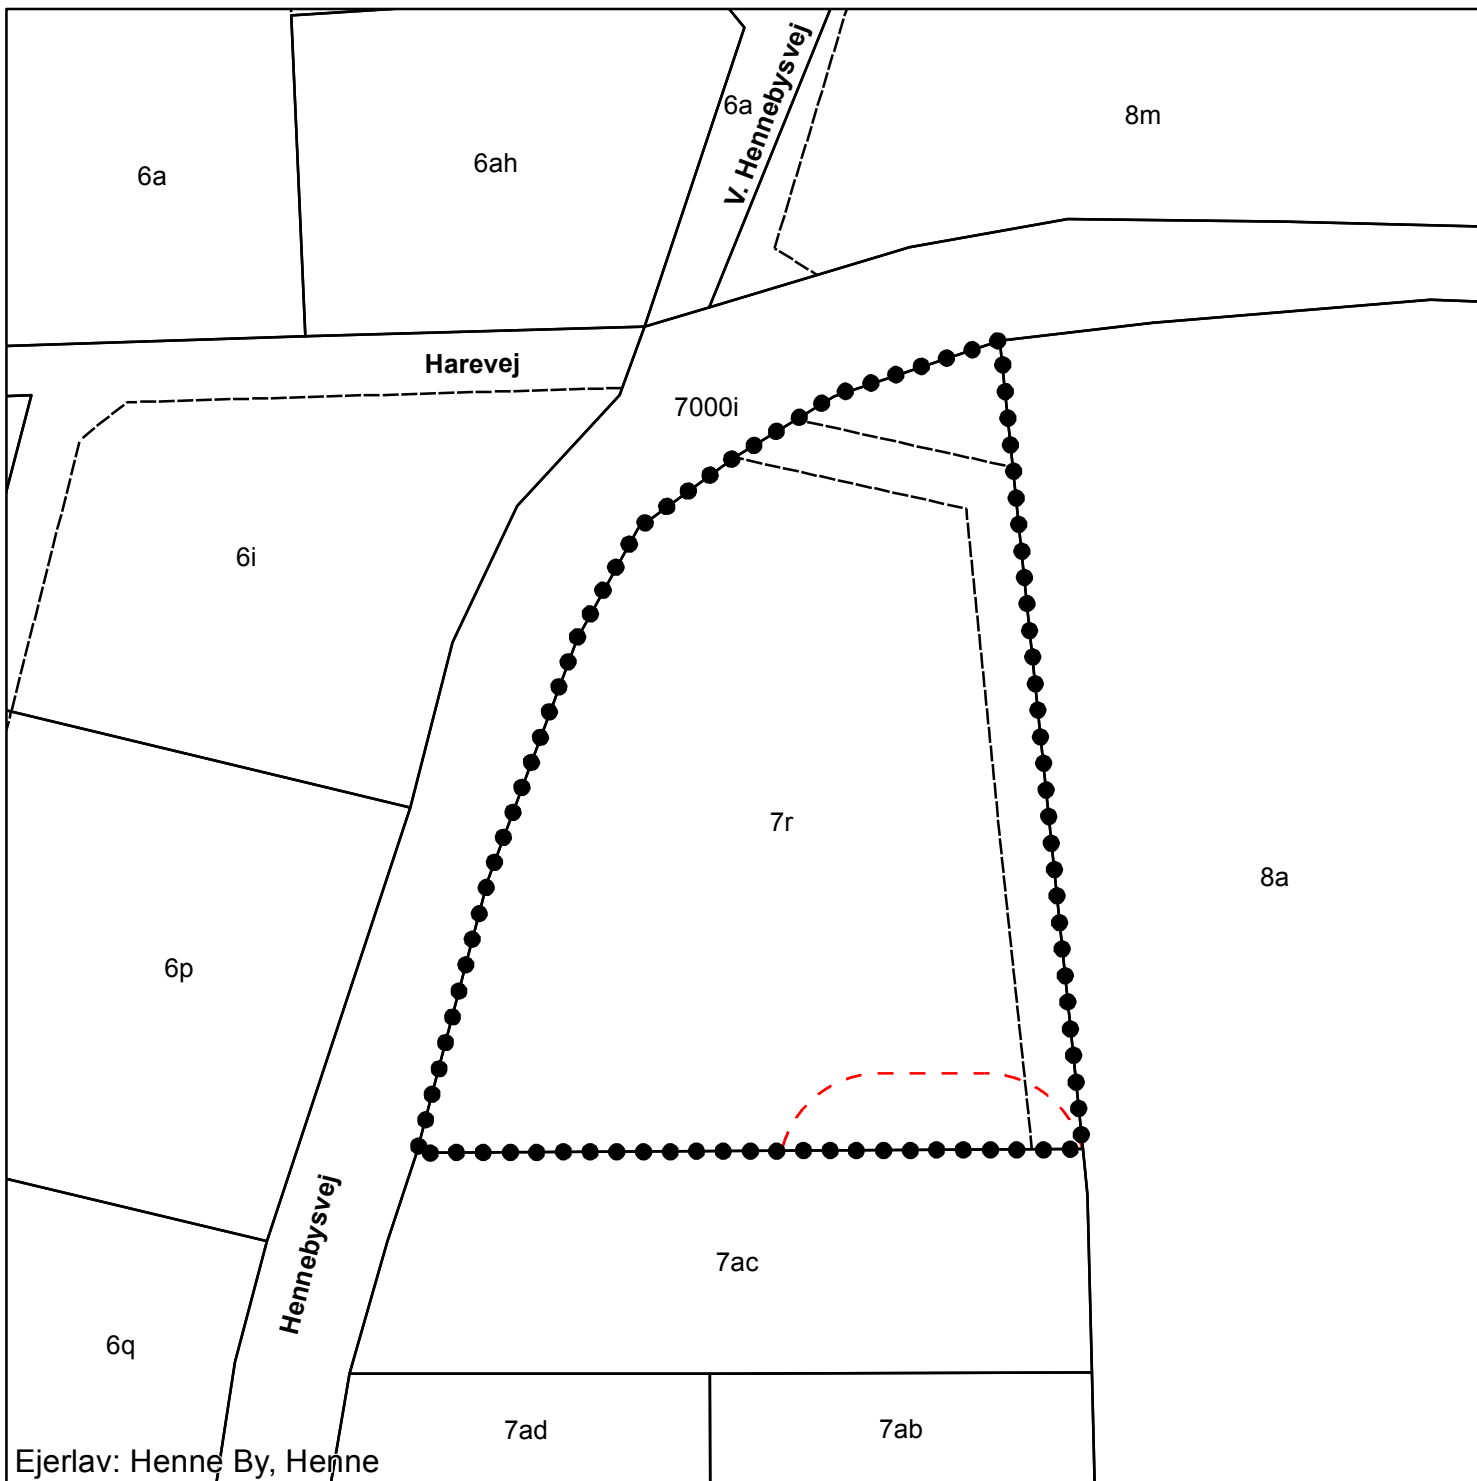 6a
V. Hennebysvej
8m
6ah
6a
Harevej
7000i
6i
7r
8a
6p
Hennebysvej
7ac
6q
7ad
7ab
Ejerlav: Henne By, Henne